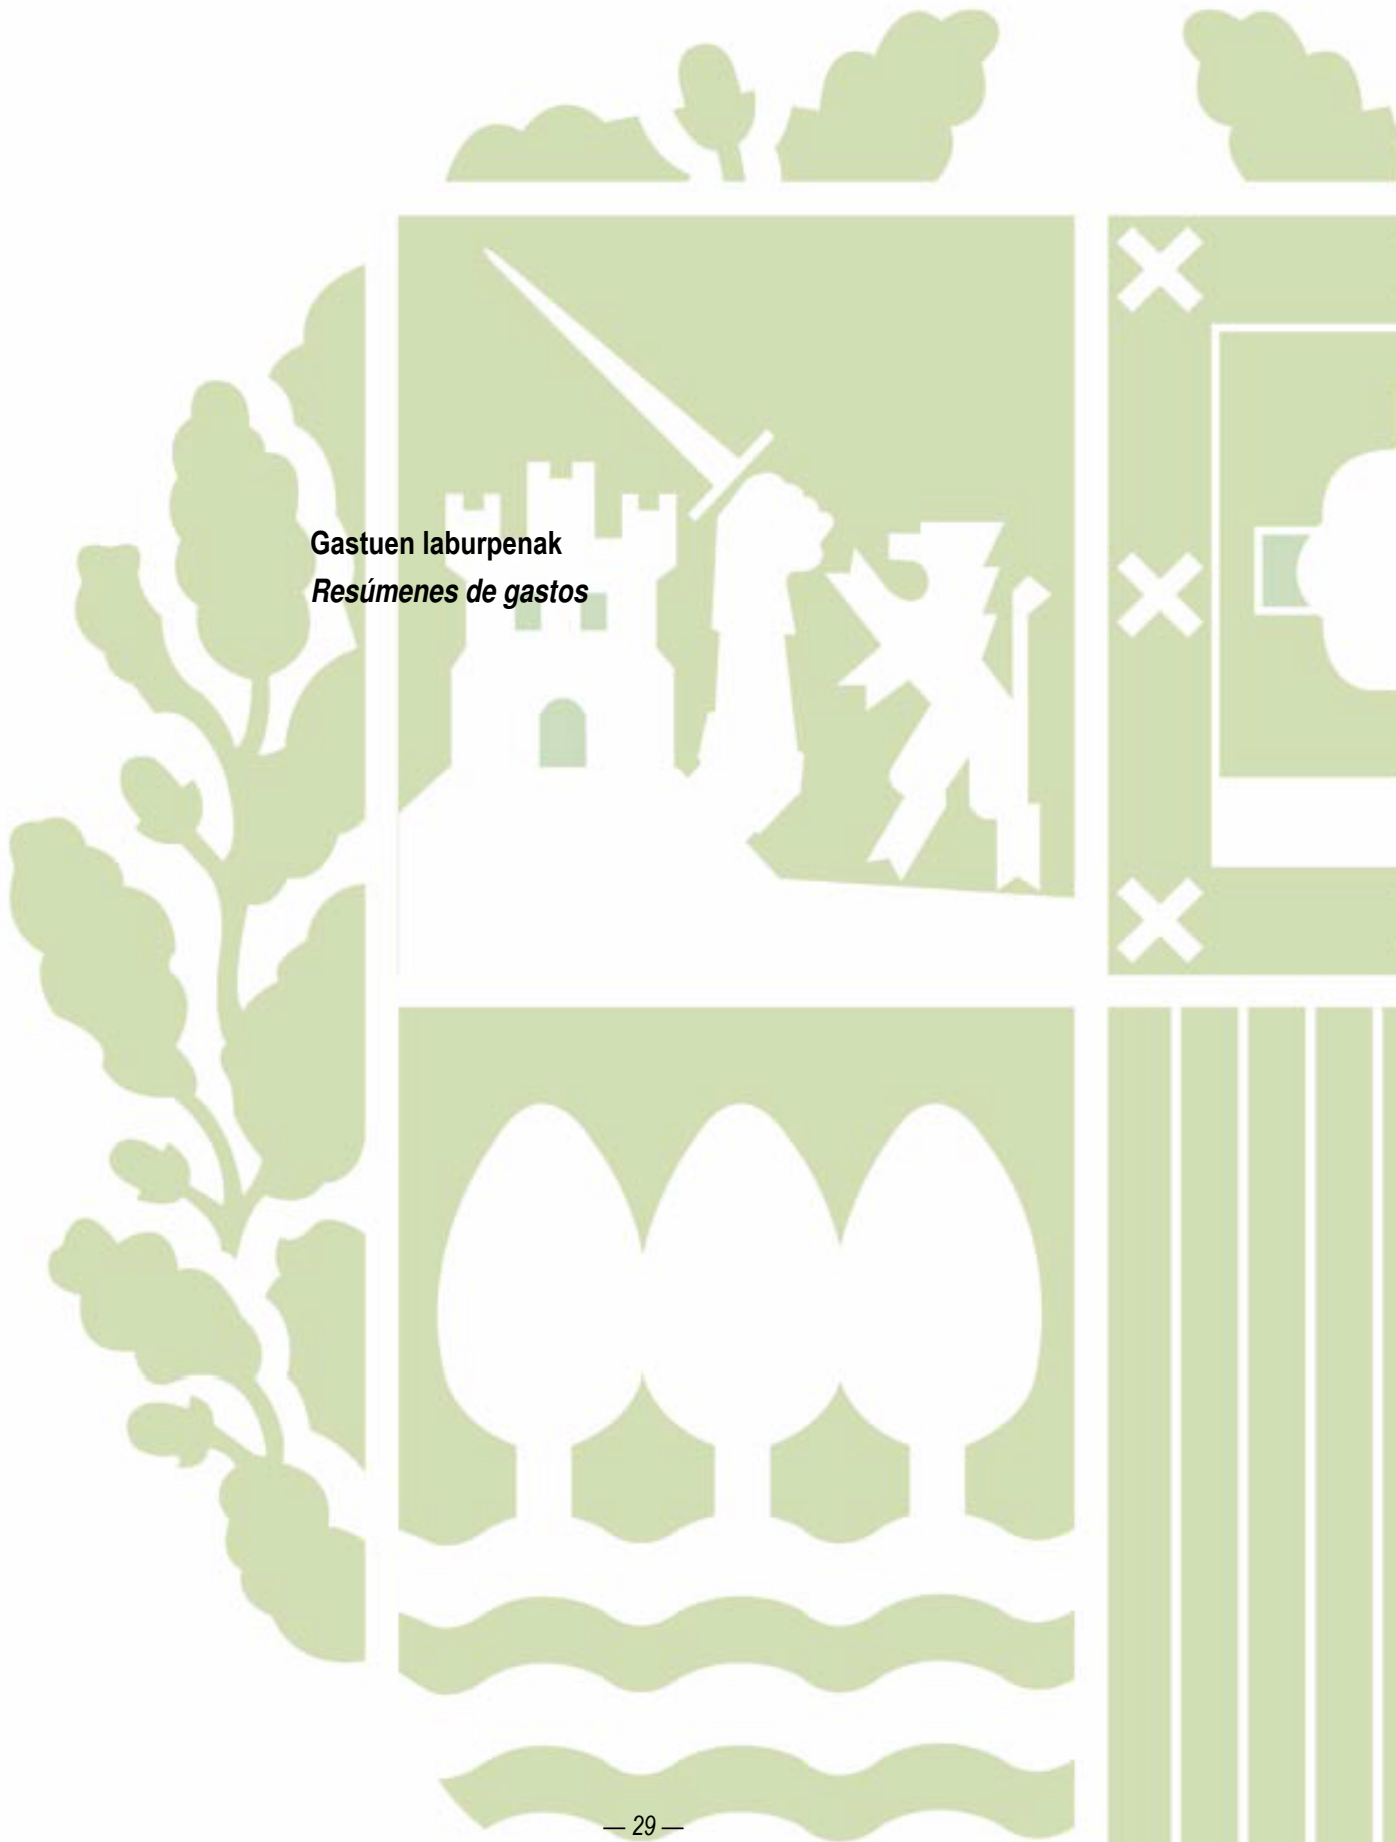 Gastuen laburpenak
Resúmenes de gastos
— 29 —